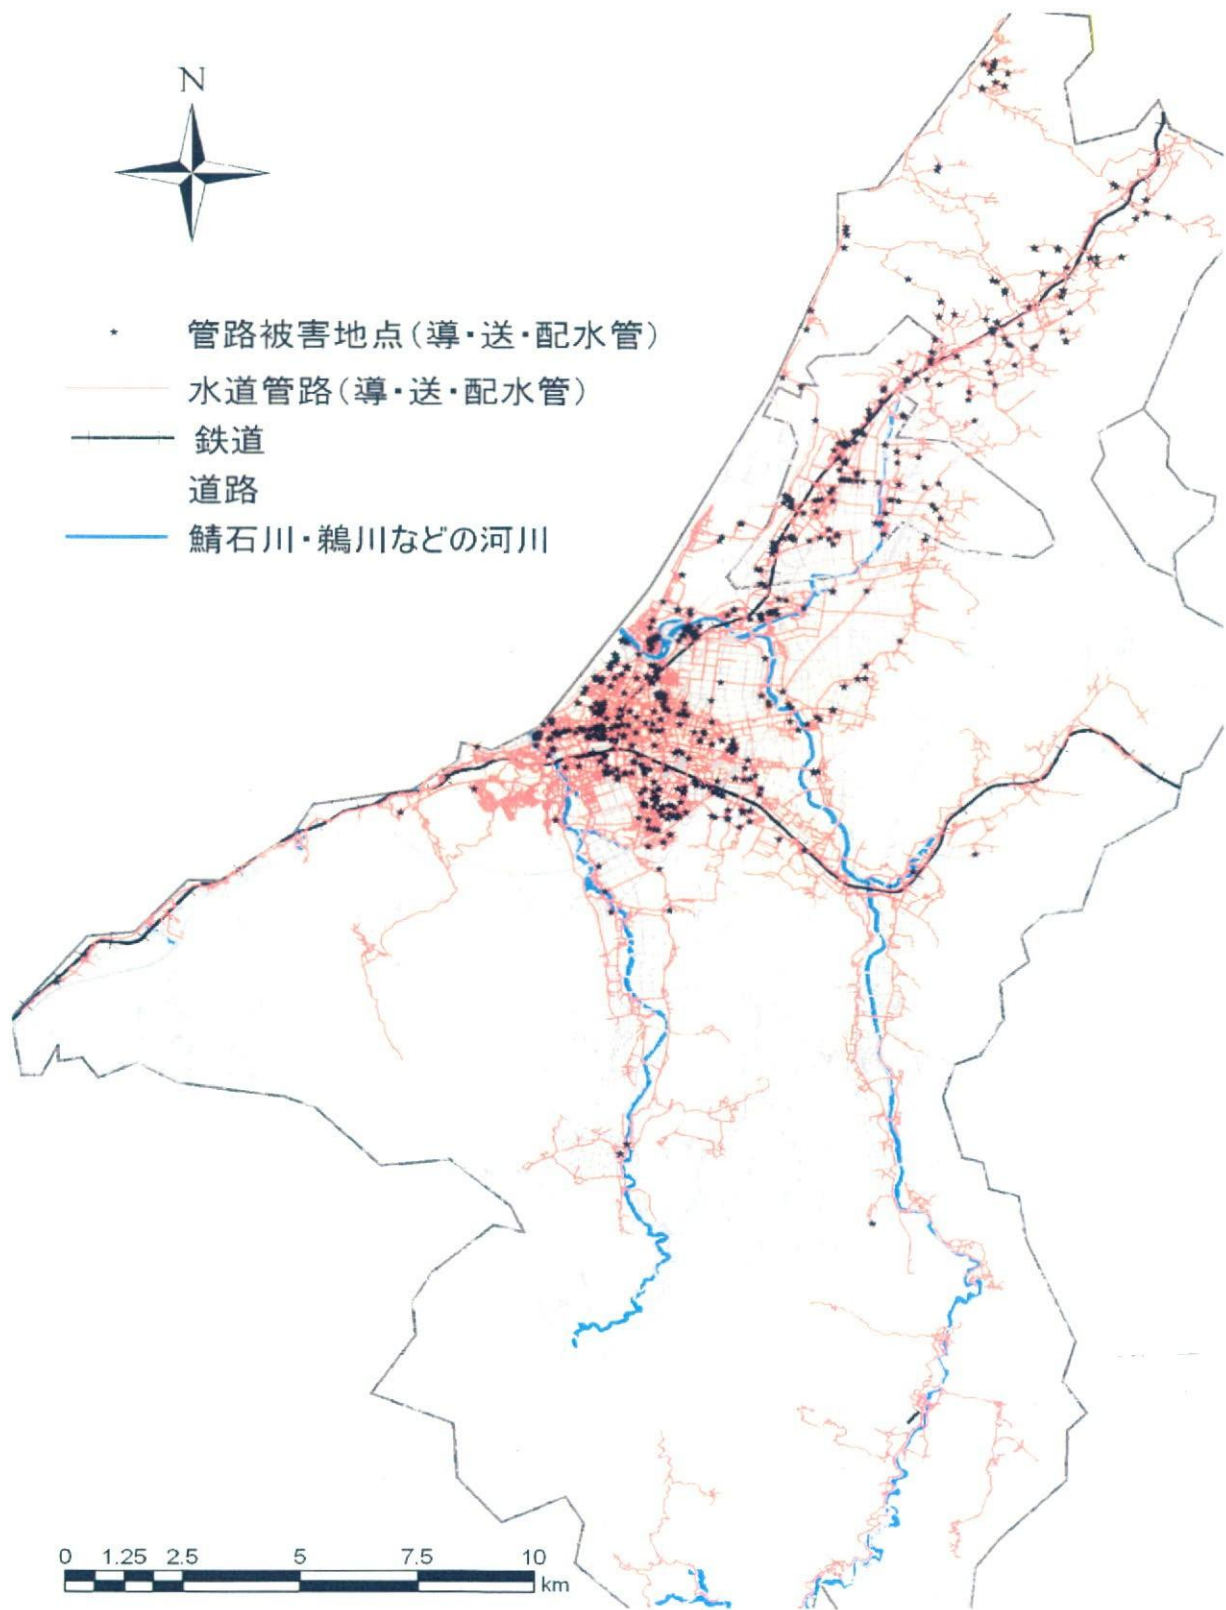 N
管路被害地点(導・送・配水管)
水道管路(導・送・配水管)
鉄道
道路
鯖石川・鵜川などの河川
0 1.25 2.5 5 7.5 10
km